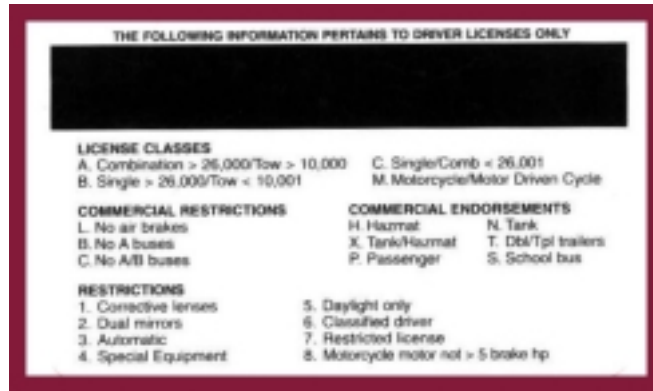 THE FOLLOWING INFORMATION PERTAINS TO DRIVER LICENSES ONLY
LICENSE CLASSES
A. Combination > 26,000/Tow > 10,000 C. Single/Comb < 26,001
B. Single > 26,000/Tow < 10,001 M. Motorcycle/Motor Driven Cycle
COMMERCIAL RESTRICTIONS COMMERCIAL ENDORSEMENTS
L. No air brakes H. Hazmat N. Tank
B. No A buses X. Tank/Hazmat T. Dbl/Tpl trailers
C. No A/B buses P. Passenger S. School bus
RESTRICTIONS
1. Corrective lenses 5. Daylight only
2. Dual mirrors 6. Classified driver
3. Automatic 7. Restricted license
4. Special Equipment 8. Motorcycle motor not > 5 brake hp